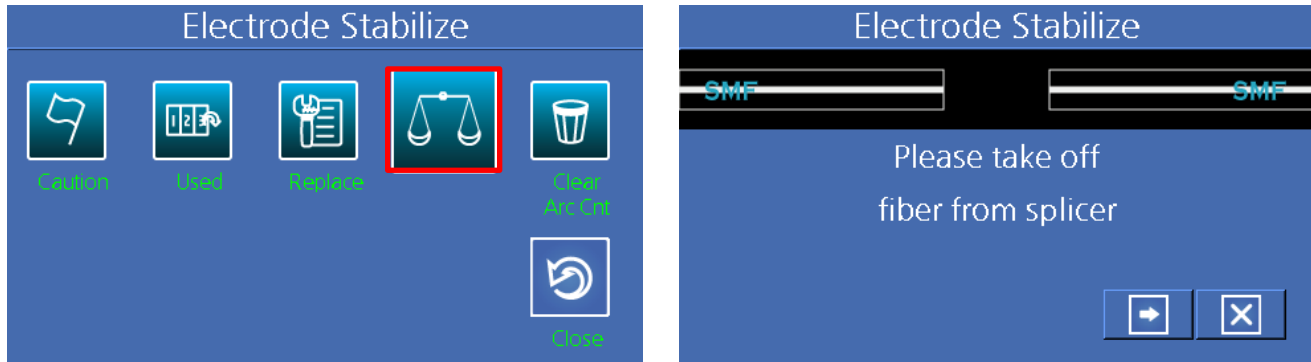 Electrode Stabilize
Caution
Used
Replace
Clear
Arc Cnt
Close
Electrode Stabilize
SMF
SMF
Please take off
fiber from splicer